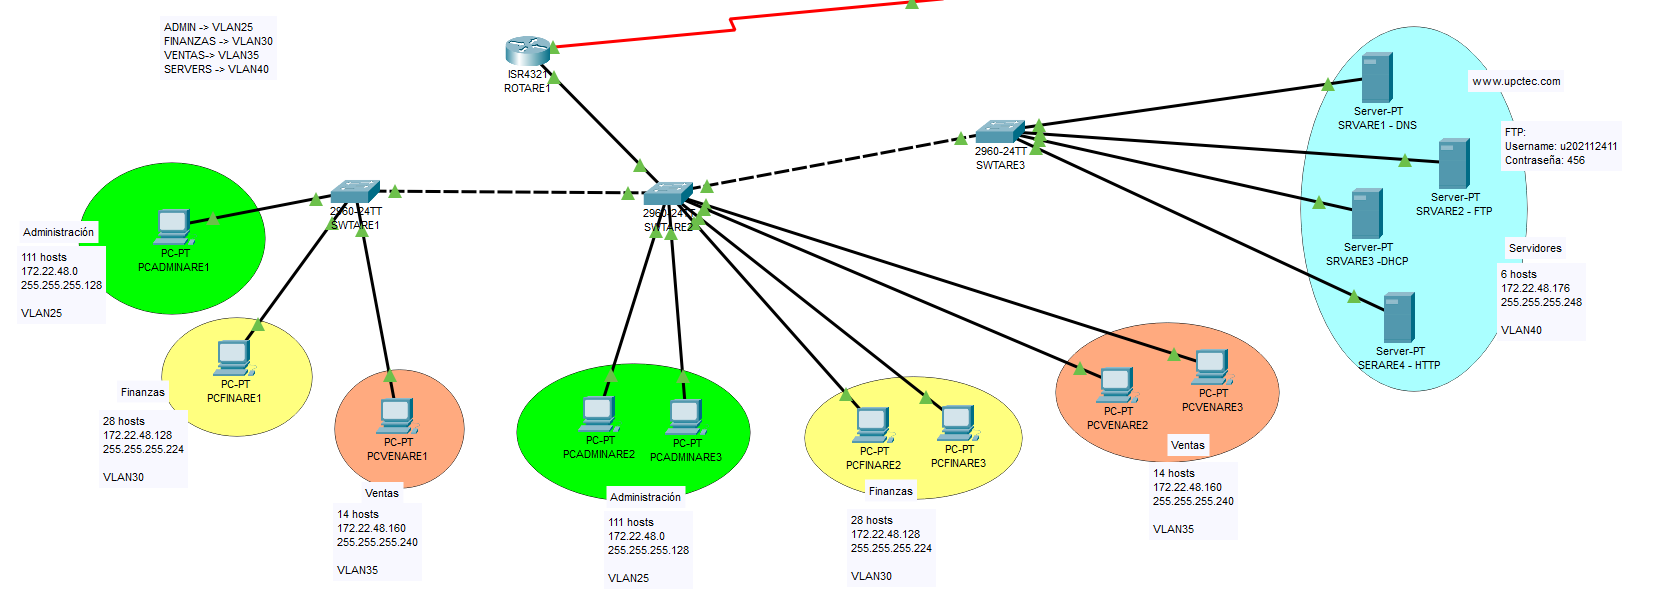 ADMIN -> VLAN25
FINANZAS -> VLAN30
VENTAS-> VLAN35
SERVERS -> VLAN40
ISR4321
ROTARE1
2960-24TT
SWTARE3
Server-PT
SRVARE1 - DNS
www.upctec.com
FTP:
Username: u202112411
Contraseña: 456
Server-PT
SRVARE2 - FTP
Server-PT
SRVARE3 -DHCP
Server-PT
SERARE4 - HTTP
Servidores
6 hosts
172.22.48.176
255.255.255.248
VLAN40
2960-24TT
SWTARE1
2960-24TT
SWTARE2
Administración
111 hosts
172.22.48.0
255.255.255.128
VLAN25
PC-PT
PCADMINARE1
Finanzas
28 hosts
172.22.48.128
255.255.255.224
VLAN30
PC-PT
PCFINARE1
PC-PT
PCVENARE1
Ventas
14 hosts
172.22.48.160
255.255.255.240
VLAN35
PC-PT
PCADMINARE2
PC-PT
PCADMINARE3
Administración
111 hosts
172.22.48.0
255.255.255.128
VLAN25
PC-PT
PCFINARE2
PC-PT
PCFINARE3
Finanzas
28 hosts
172.22.48.128
255.255.255.224
VLAN30
PC-PT
PCVENARE2
PC-PT
PCVENARE3
Ventas
14 hosts
172.22.48.160
255.255.255.240
VLAN35